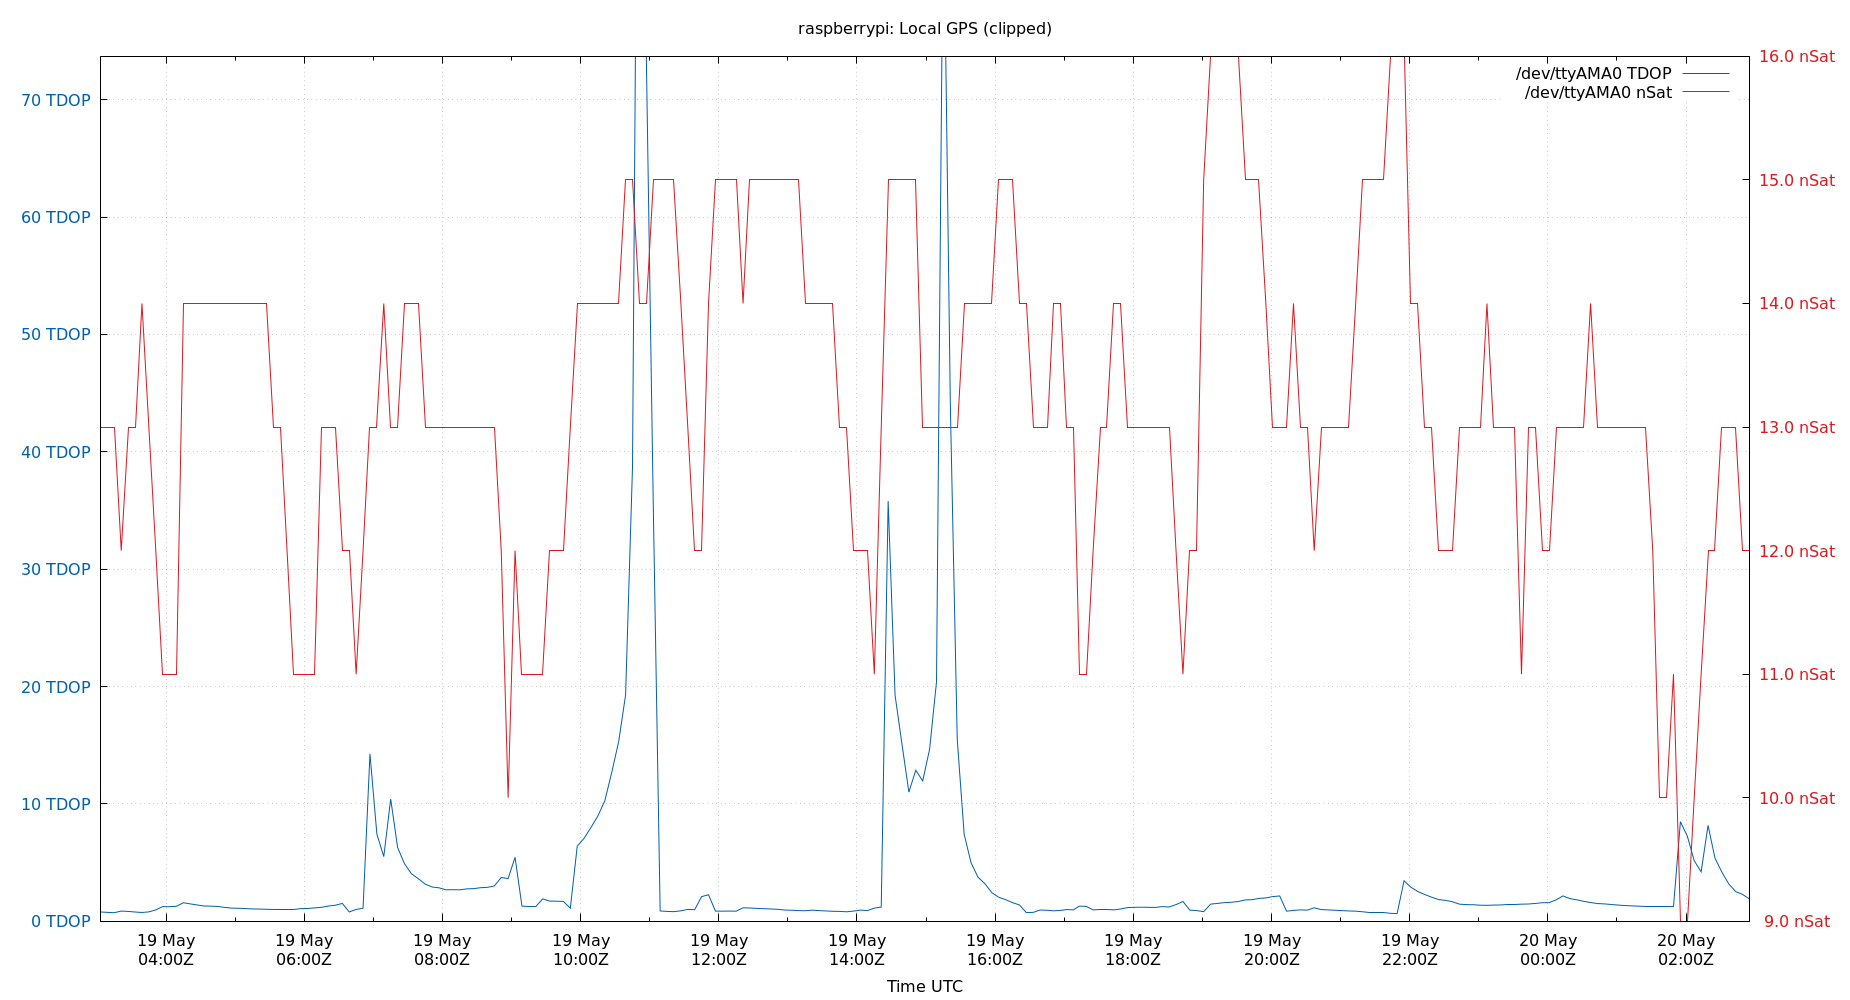 raspberrypi: Local GPS (clipped)
/dev/ttyAMA0 TDOP
/dev/ttyAMA0 nSat
70 TDOP
60 TDOP
50 TDOP
40 TDOP
30 TDOP
20 TDOP
10 TDOP
0 TDOP
16.0 nSat
15.0 nSat
14.0 nSat
13.0 nSat
12.0 nSat
11.0 nSat
10.0 nSat
9.0 nSat
19 May
04:00Z
19 May
06:00Z
19 May
08:00Z
19 May
10:00Z
19 May
12:00Z
19 May
14:00Z
19 May
16:00Z
19 May
18:00Z
19 May
20:00Z
19 May
22:00Z
20 May
00:00Z
20 May
02:00Z
Time UTC